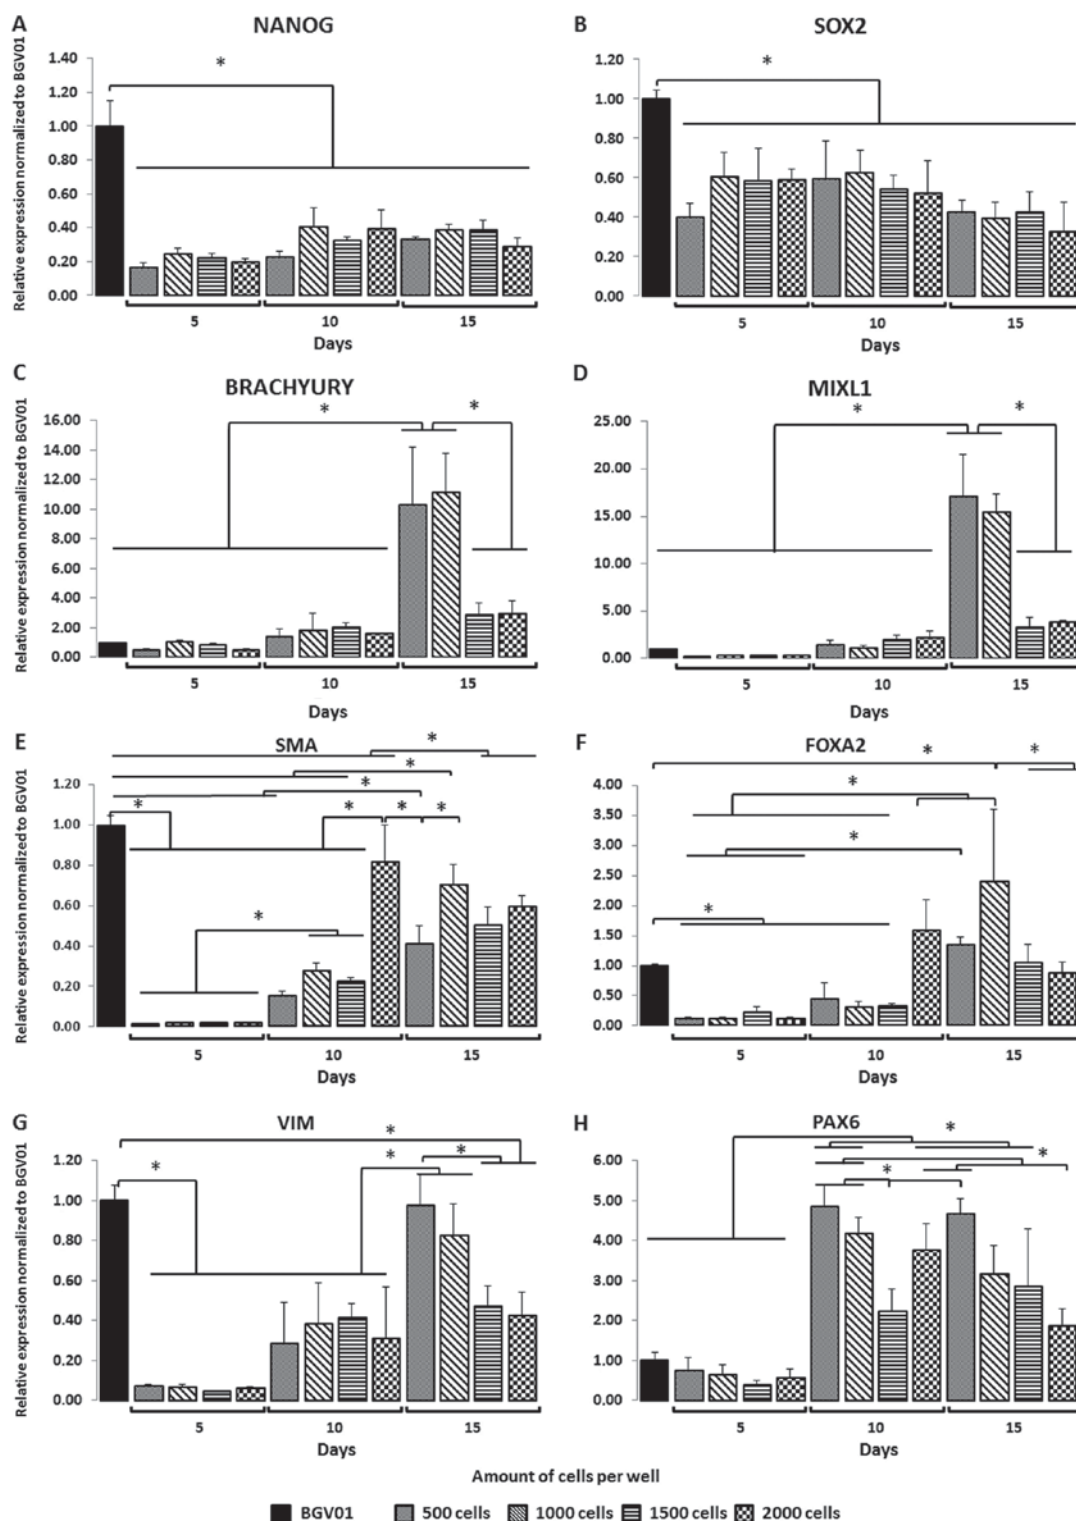 A NANOG
Relative expression normalized to BGV01
1.40
1.20
1.00
0.80
0.60
0.40
0.20
0.00
*
5 10 15
Days
B SOX2
1.20
1.00
0.80
0.60
0.40
0.20
0.00
*
5 10 15
Days
C BRACHYURY
Relative expression normalized to BGV01
16.00
14.00
12.00
10.00
8.00
6.00
4.00
2.00
0.00
* *
5 10 15
Days
D MIXL1
25.00
20.00
15.00
10.00
5.00
0.00
* *
5 10 15
Days
E SMA
Relative expression normalized to BGV01
1.20
1.00
0.80
0.60
0.40
0.20
0.00
*
*
*
* * * *
*
5 10 15
Days
F FOXA2
4.00
3.50
3.00
2.50
2.00
1.50
1.00
0.50
0.00
* *
*
*
*
5 10 15
Days
G VIM
Relative expression normalized to BGV01
1.20
1.00
0.80
0.60
0.40
0.20
0.00
*
* *
*
5 10 15
Days
H PAX6
6.00
5.00
4.00
3.00
2.00
1.00
0.00
*
*
*
5 10 15
Days
Amount of cells per well
BGV01 500 cells 1000 cells 1500 cells 2000 cells